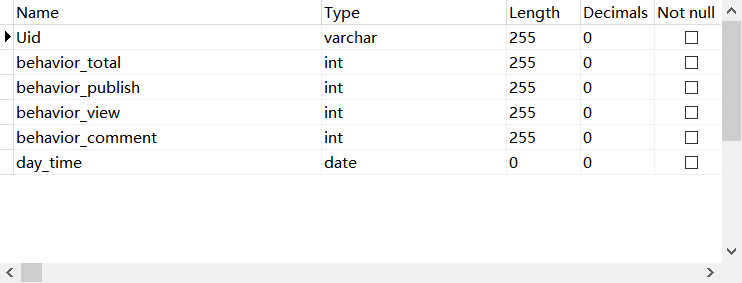 Name Type Length Decimals Not null
Uid varchar 255 0
behavior_total int 255 0
behavior_publish int 255 0
behavior_view int 255 0
behavior_comment int 255 0
day_time date 0 0